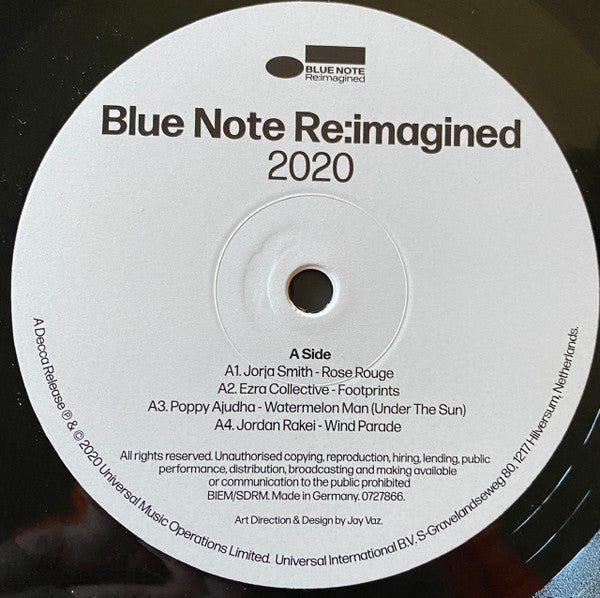 BLUE NOTE
Re:imagined
Blue Note Re:imagined
2020
A Side
A1. Jorja Smith - Rose Rouge
A2. Ezra Collective - Footprints
A3. Poppy Ajudha - Watermelon Man (Under The Sun)
A4. Jordan Rakei - Wind Parade
All rights reserved. Unauthorised copying, reproduction, hiring, lending, public
performance, distribution, broadcasting and making available
or communication to the public prohibited
BIEM/SDRM. Made in Germany. 0727866.
Art Direction & Design by Jay Vaz.
A Decca Release ℗ & © 2020 Universal Music Operations Limited. Universal International B.V, S-Gravelandseweg 80, 1217 Hilversum, Netherlands.